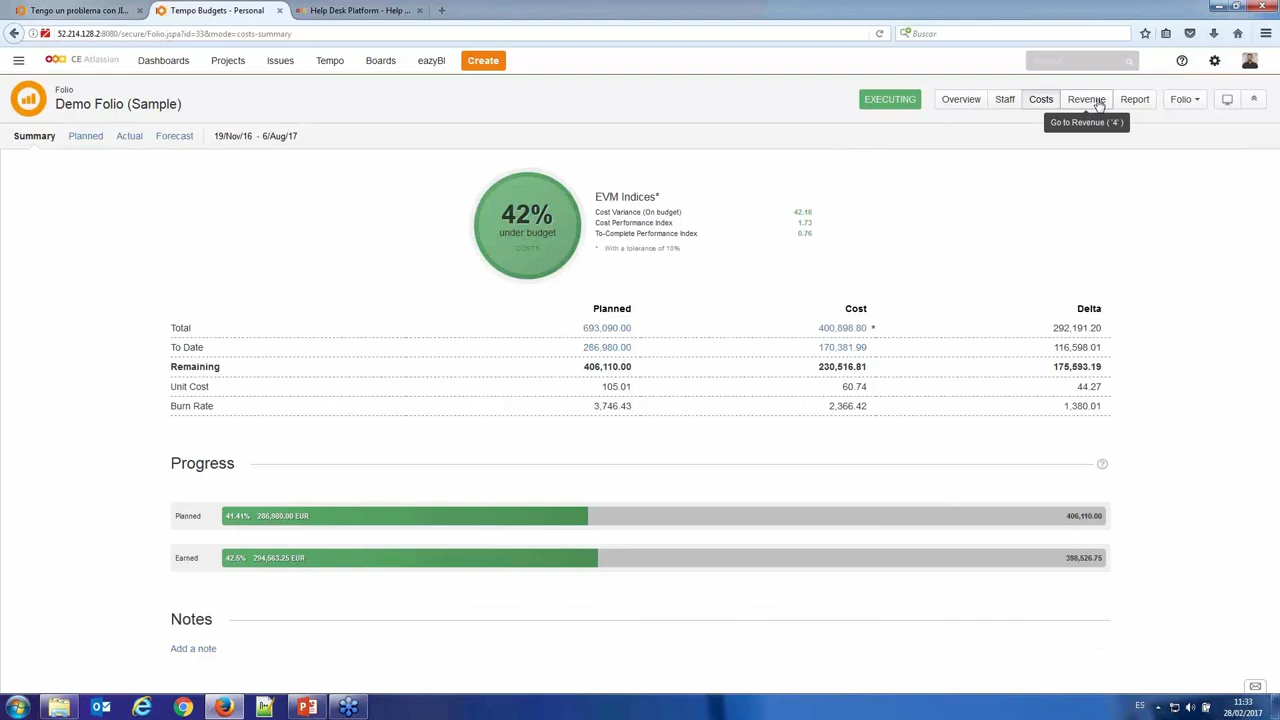 Tengo un problema con JI...
Tempo Budgets - Personal
Help Desk Platform - Help ...
52.214.128.2:8080/secure/Folio.jspa?id=33&mode=costs-summary
Buscar
CE Atlassian
Dashboards
Projects
Issues
Tempo
Boards
eazyBI
Create
Folio
Demo Folio (Sample)
EXECUTING
Overview
Staff
Costs
Revenue
Report
Folio
Go to Revenue ( '4' )
Summary
Planned
Actual
Forecast
19/Nov/16 - 6/Aug/17
42%
under budget
COSTS
EVM Indices*
Cost Variance (On budget) 42.16
Cost Performance Index 1.73
To-Complete Performance Index 0.76
* With a tolerance of 10%
Planned Cost Delta
Total 693,090.00 400,898.80 * 292,191.20
To Date 286,980.00 170,381.99 116,598.01
Remaining 406,110.00 230,516.81 175,593.19
Unit Cost 105.01 60.74 44.27
Burn Rate 3,746.43 2,366.42 1,380.01
Progress
Planned 41.41% 286,980.00 EUR 406,110.00
Earned 42.5% 294,563.25 EUR 398,526.75
Notes
Add a note
ES
11:33
28/02/2017